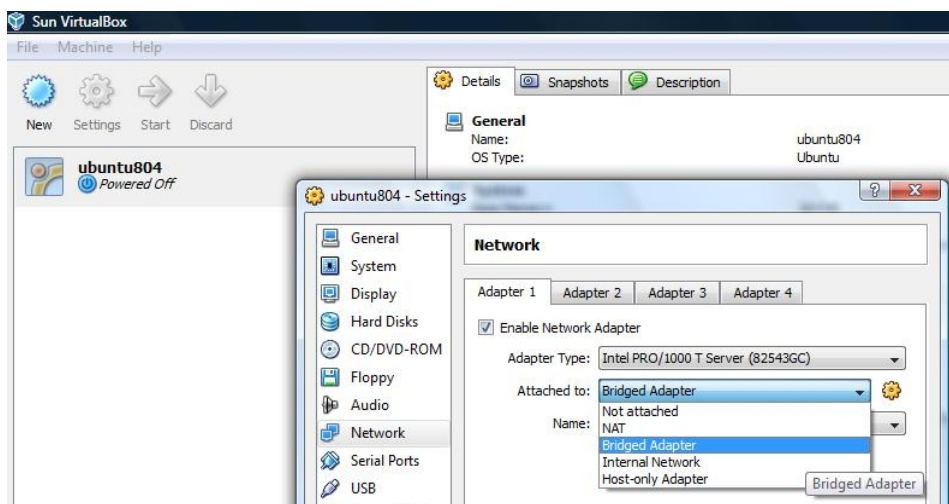 Sun VirtualBox
File Machine Help
New Settings Start Discard
ubuntu804
Powered Off
Details Snapshots Description
General
Name: ubuntu804
OS Type: Ubuntu
ubuntu804 - Settings
General
System
Display
Hard Disks
CD/DVD-ROM
Floppy
Audio
Network
Serial Ports
USB
Network
Adapter 1 Adapter 2 Adapter 3 Adapter 4
Enable Network Adapter
Adapter Type: Intel PRO/1000 T Server (82543GC)
Attached to: Bridged Adapter
Name:
Not attached
NAT
Bridged Adapter
Internal Network
Host-only Adapter
Bridged Adapter